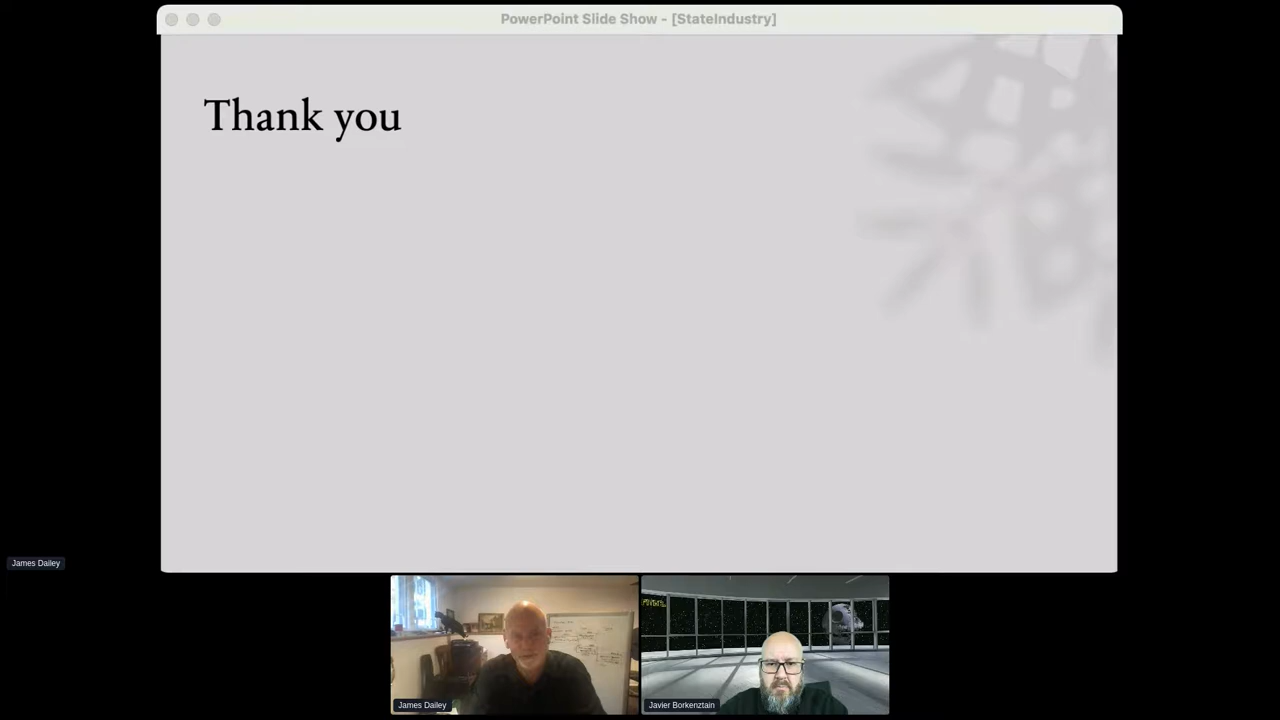 PowerPoint Slide Show - [StateIndustry]
Thank you
James Dailey
James Dailey
Javier Borkenztain